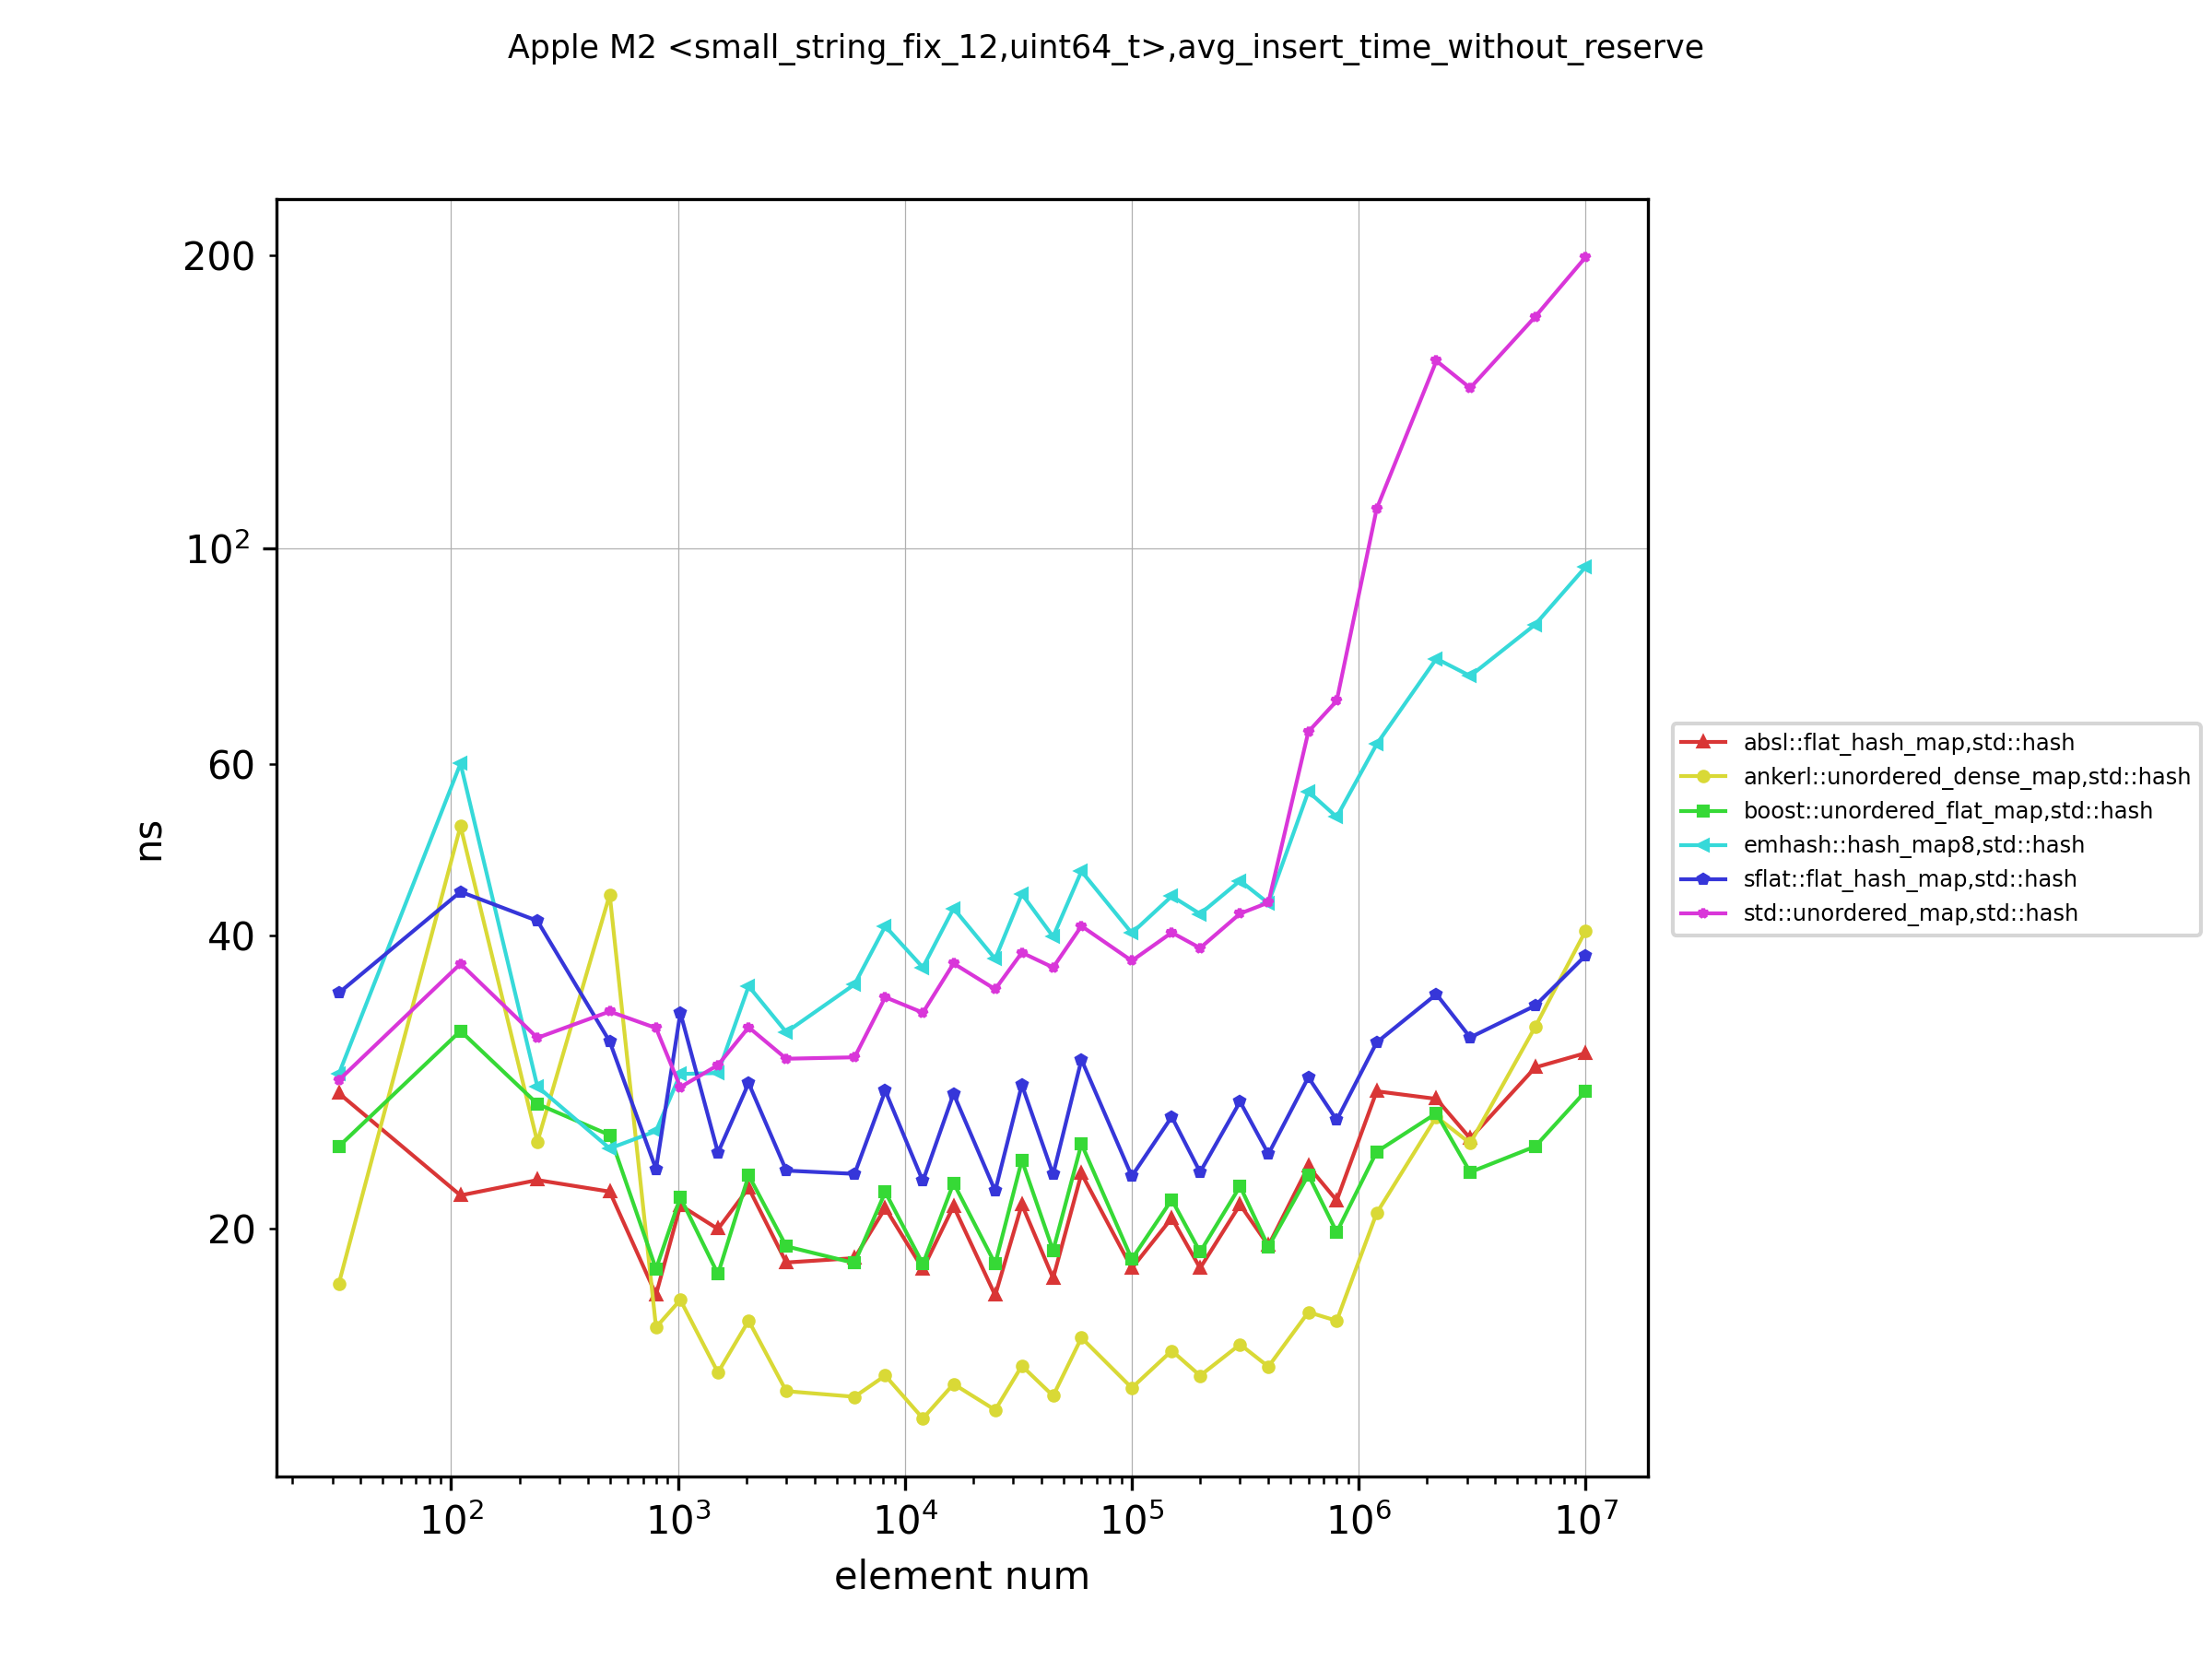 Apple M2 <small_string_fix_12,uint64_t>,avg_insert_time_without_reserve
200
10²
60
40
20
ns
10² 10³ 10⁴ 10⁵ 10⁶ 10⁷
element num
absl::flat_hash_map,std::hash
ankerl::unordered_dense_map,std::hash
boost::unordered_flat_map,std::hash
emhash::hash_map8,std::hash
sflat::flat_hash_map,std::hash
std::unordered_map,std::hash